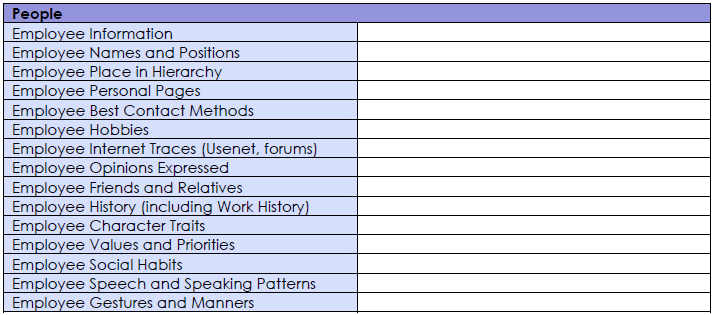 People
Employee Information
Employee Names and Positions
Employee Place in Hierarchy
Employee Personal Pages
Employee Best Contact Methods
Employee Hobbies
Employee Internet Traces (Usenet, forums)
Employee Opinions Expressed
Employee Friends and Relatives
Employee History (including Work History)
Employee Character Traits
Employee Values and Priorities
Employee Social Habits
Employee Speech and Speaking Patterns
Employee Gestures and Manners